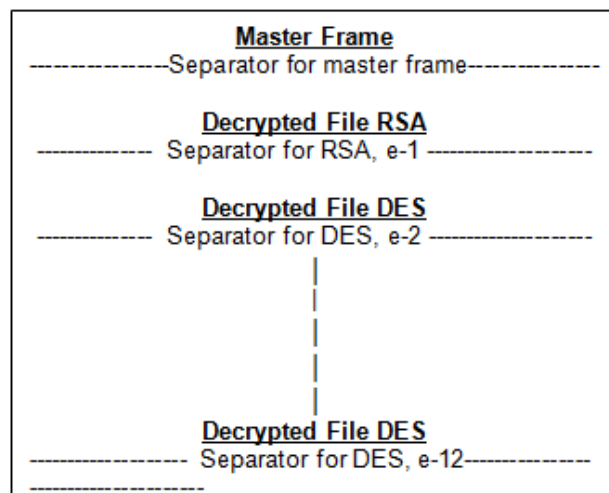 Master Frame
-----------------Separator for master frame----------------
Decrypted File RSA
-------------- Separator for RSA, e-1 --------------------
Decrypted File DES
-------------- Separator for DES, e-2 --------------------
|
|
|
|
|
Decrypted File DES
------------------- Separator for DES, e-12---------------
---------------------